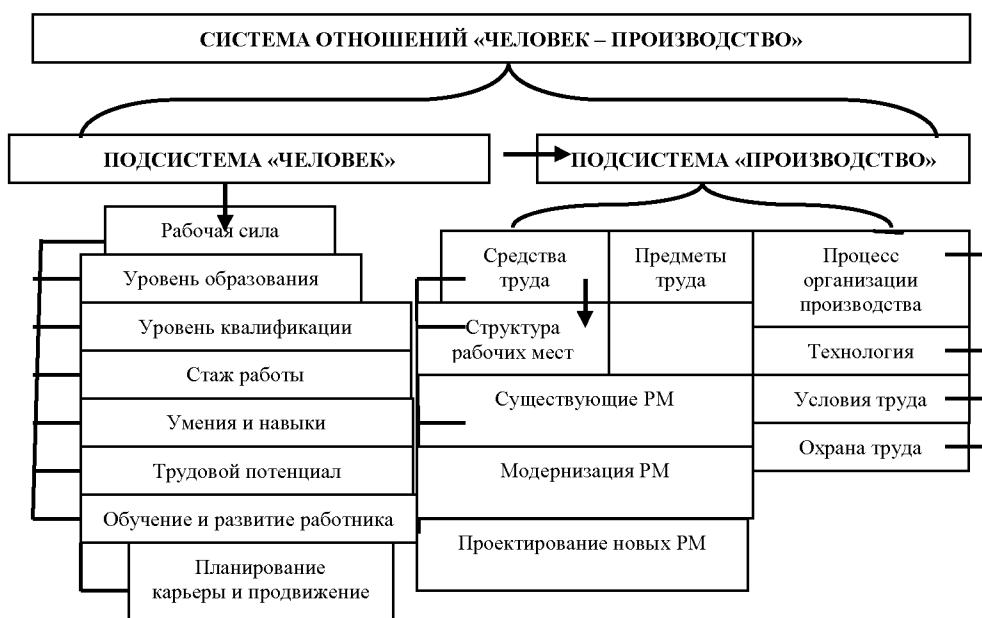 СИСТЕМА ОТНОШЕНИЙ «ЧЕЛОВЕК – ПРОИЗВОДСТВО»
ПОДСИСТЕМА «ЧЕЛОВЕК»
ПОДСИСТЕМА «ПРОИЗВОДСТВО»
Рабочая сила
Уровень образования
Уровень квалификации
Стаж работы
Умения и навыки
Трудовой потенциал
Обучение и развитие работника
Планирование
карьеры и продвижение
Средства
труда
Структура
рабочих мест
Существующие РМ
Модернизация РМ
Проектирование новых РМ
Предметы
труда
Процесс
организации
производства
Технология
Условия труда
Охрана труда